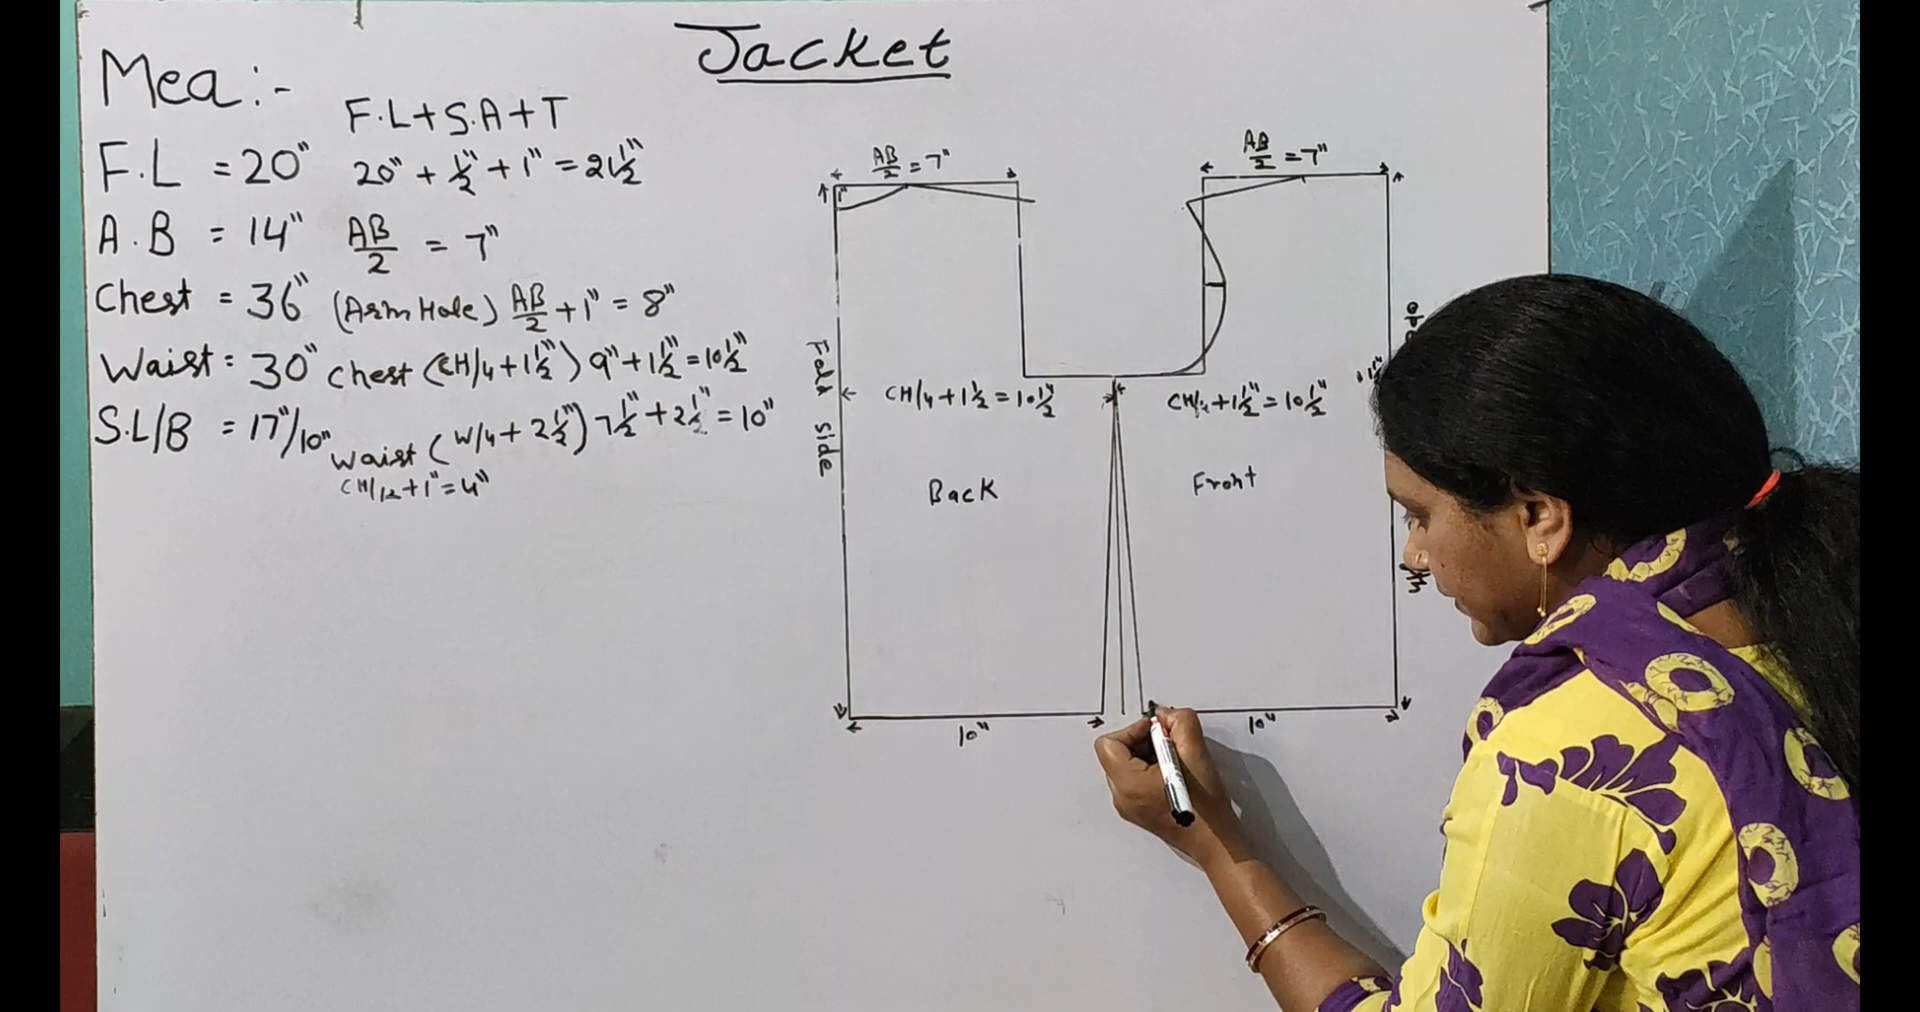 Jacket
Mea:-
F.L+S.A+T
F.L = 20" 20" + ½" + 1" = 21½"
A.B = 14" AB/2 = 7"
Chest = 36" (Arm Hole) AB/2 + 1" = 8"
Waist = 30" Chest (CH/4 + 1½") 9" + 1½" = 10½"
S.L/B = 17"/10" Waist (W/4 + 2½") 7½" + 2½" = 10"
CH/12 + 1" = 4"
AB/2 = 7"
1"
Fold Side
CH/4 + 1½ = 10½"
Back
10"
AB/2 = 7"
CH/4 + 1½" = 10½"
Front
10"